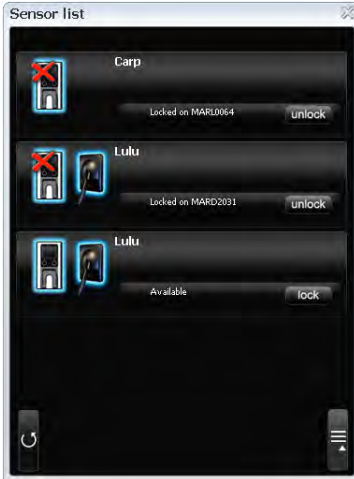 Sensor list
Carp
Locked on MARL0064
unlock
Lulu
Locked on MARD2031
unlock
Lulu
Available
lock